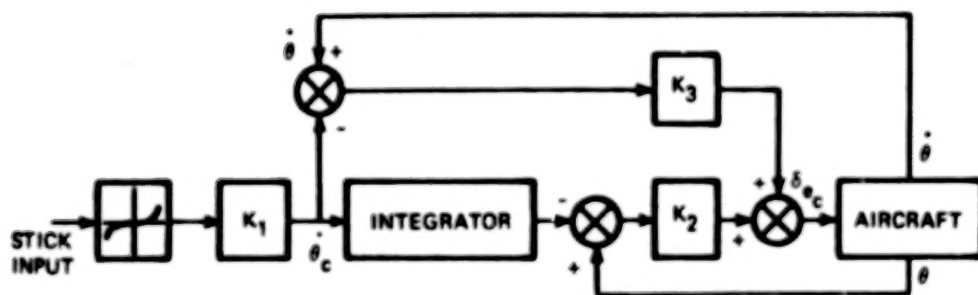 θ̇ +
K3
-
θ̇
+ δec
STICK INPUT
K1
θ̇c
INTEGRATOR
-
+
K2
+
AIRCRAFT
θ